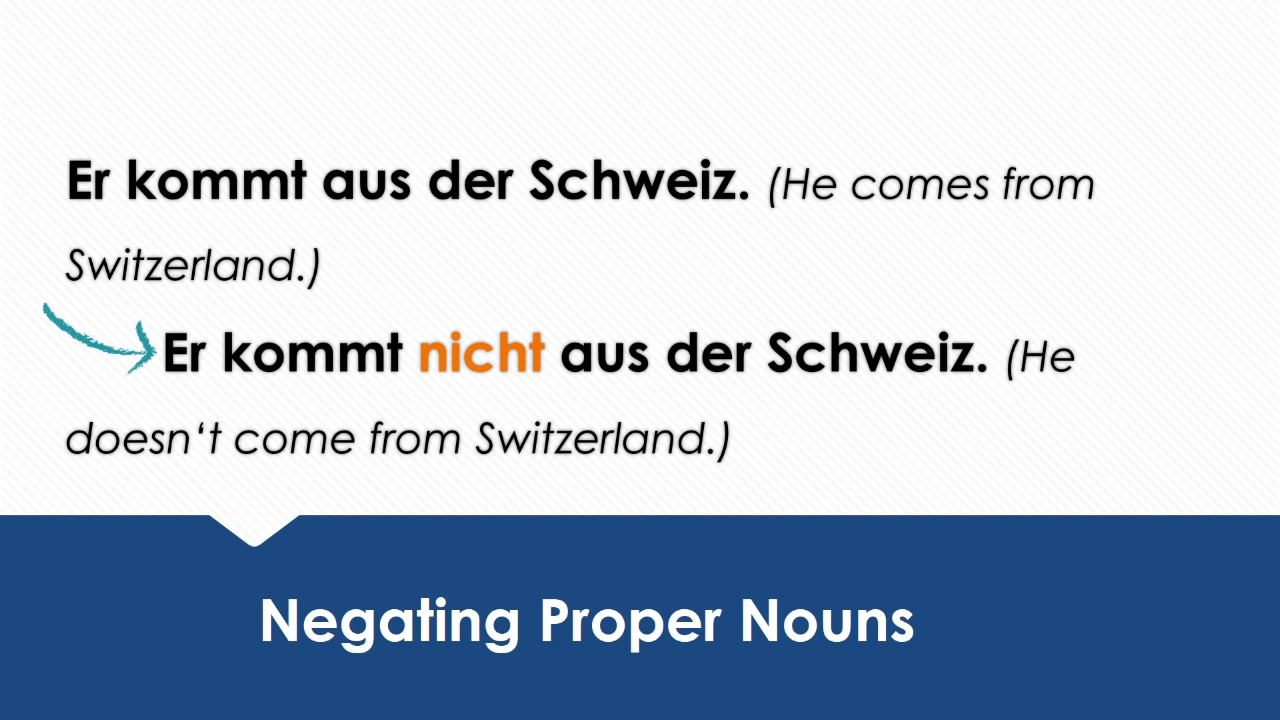 Er kommt aus der Schweiz. (He comes from
Switzerland.)
Er kommt nicht aus der Schweiz. (He
doesn‘t come from Switzerland.)
Negating Proper Nouns